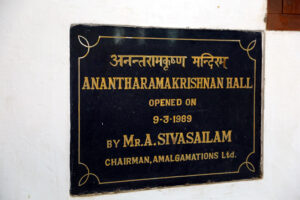 अनन्तरामकृष्ण मन्दिरम्
ANANTHARAMAKRISHNAN HALL
OPENED ON
9-3-1989
BY MR.A.SIVASAILAM
CHAIRMAN, AMALGAMATIONS Ltd.